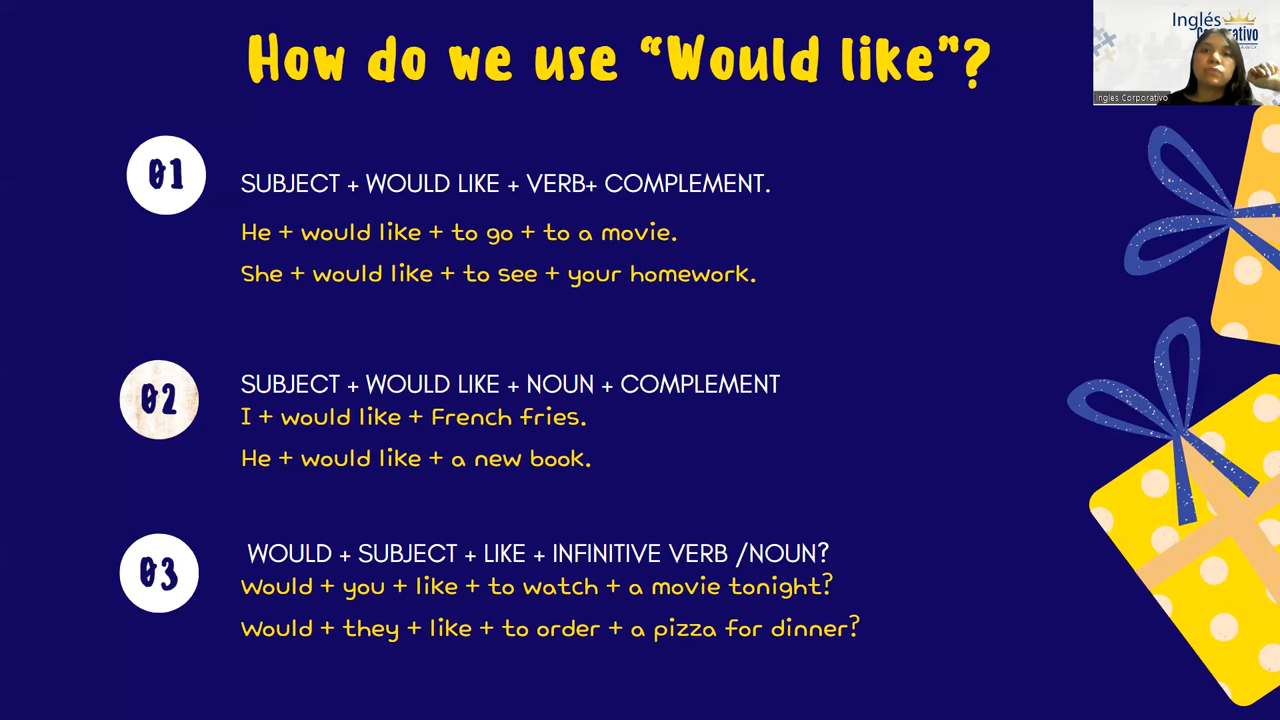 How do we use “Would like”?
Inglés
Corporativo
Ingles Corporativo
01
SUBJECT + WOULD LIKE + VERB+ COMPLEMENT.
He + would like + to go + to a movie.
She + would like + to see + your homework.
02
SUBJECT + WOULD LIKE + NOUN + COMPLEMENT
I + would like + French fries.
He + would like + a new book.
03
WOULD + SUBJECT + LIKE + INFINITIVE VERB /NOUN?
Would + you + like + to watch + a movie tonight?
Would + they + like + to order + a pizza for dinner?